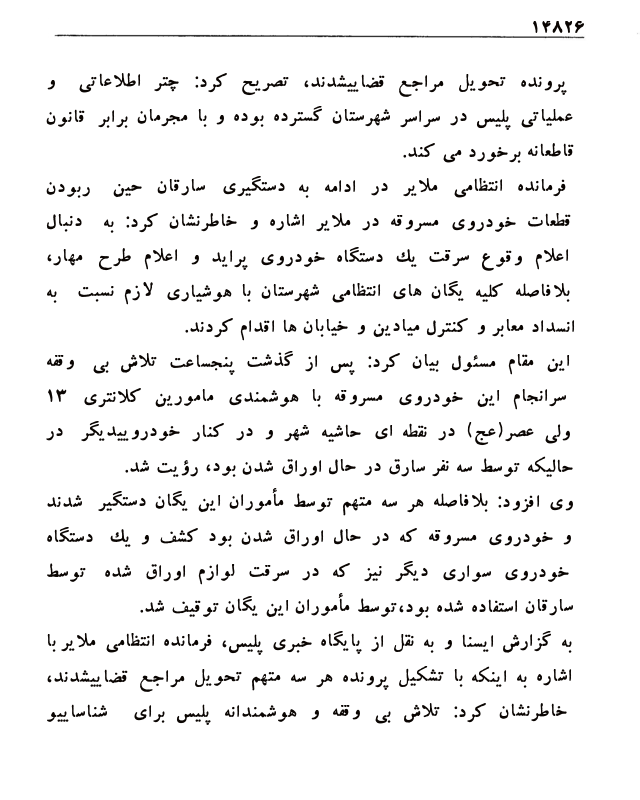 ۱۴۸۲۶
پرونده تحویل مراجع قضاییشدند، تصریح کرد: چتر اطلاعاتی و
عملیاتی پلیس در سراسر شهرستان گسترده بوده و با مجرمان برابر قانون
قاطعانه برخورد می کند.
فرمانده انتظامی ملایر در ادامه به دستگیری سارقان حین ربودن
قطعات خودروی مسروقه در ملایر اشاره و خاطرنشان کرد: به دنبال
اعلام وقوع سرقت یك دستگاه خودروی پراید و اعلام طرح مهار،
بلافاصله کلیه یگان های انتظامی شهرستان با هوشیاری لازم نسبت به
انسداد معابر و کنترل میادین و خیابان ها اقدام کردند.
این مقام مسئول بیان کرد: پس از گذشت پنجساعت تلاش بی وقفه
سرانجام این خودروی مسروقه با هوشمندی مامورین کلانتری ۱۳
ولی عصر(عج) در نقطه ای حاشیه شهر و در کنار خودروییدیگر در
حالیکه توسط سه نفر سارق در حال اوراق شدن بود، رؤیت شد.
وی افزود: بلافاصله هر سه متهم توسط مأموران این یگان دستگیر شدند
و خودروی مسروقه که در حال اوراق شدن بود کشف و یك دستگاه
خودروی سواری دیگر نیز که در سرقت لوازم اوراق شده توسط
سارقان استفاده شده بود،توسط مأموران این یگان توقیف شد.
به گزارش ایسنا و به نقل از پایگاه خبری پلیس، فرمانده انتظامی ملایر با
اشاره به اینکه با تشکیل پرونده هر سه متهم تحویل مراجع قضاییشدند،
خاطرنشان کرد: تلاش بی وقفه و هوشمندانه پلیس برای شناساییو